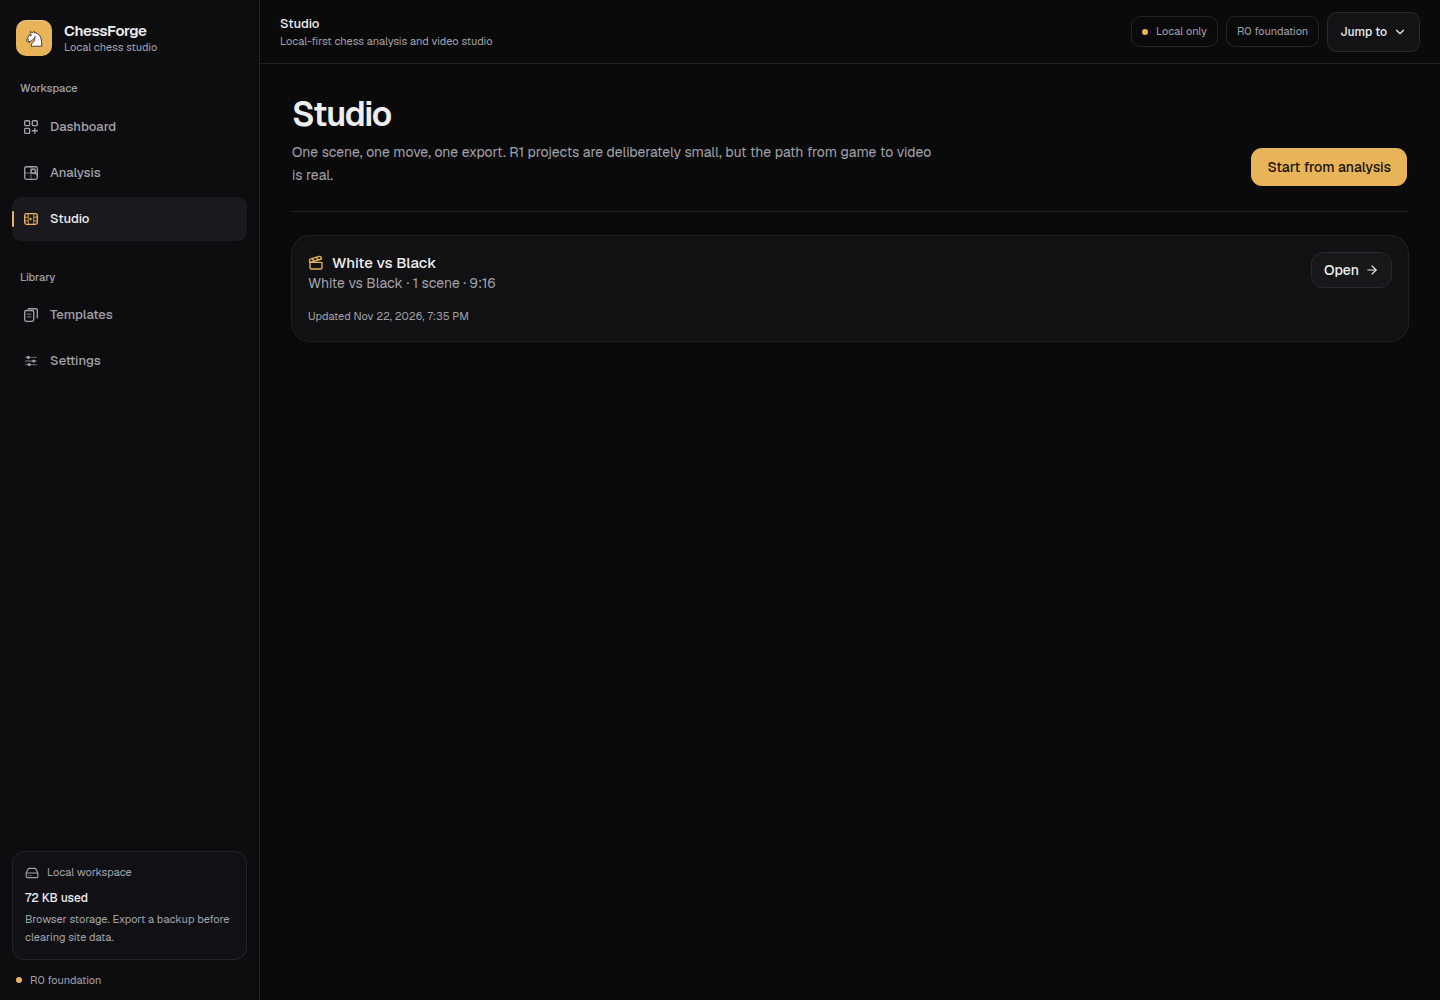 ChessForge
Local chess studio
Workspace
Dashboard
Analysis
Studio
Library
Templates
Settings
Local workspace
72 KB used
Browser storage. Export a backup before
clearing site data.
R0 foundation
Studio
Local-first chess analysis and video studio
Local only
R0 foundation
Jump to
Studio
One scene, one move, one export. R1 projects are deliberately small, but the path from game to video
is real.
Start from analysis
White vs Black
White vs Black · 1 scene · 9:16
Updated Nov 22, 2026, 7:35 PM
Open